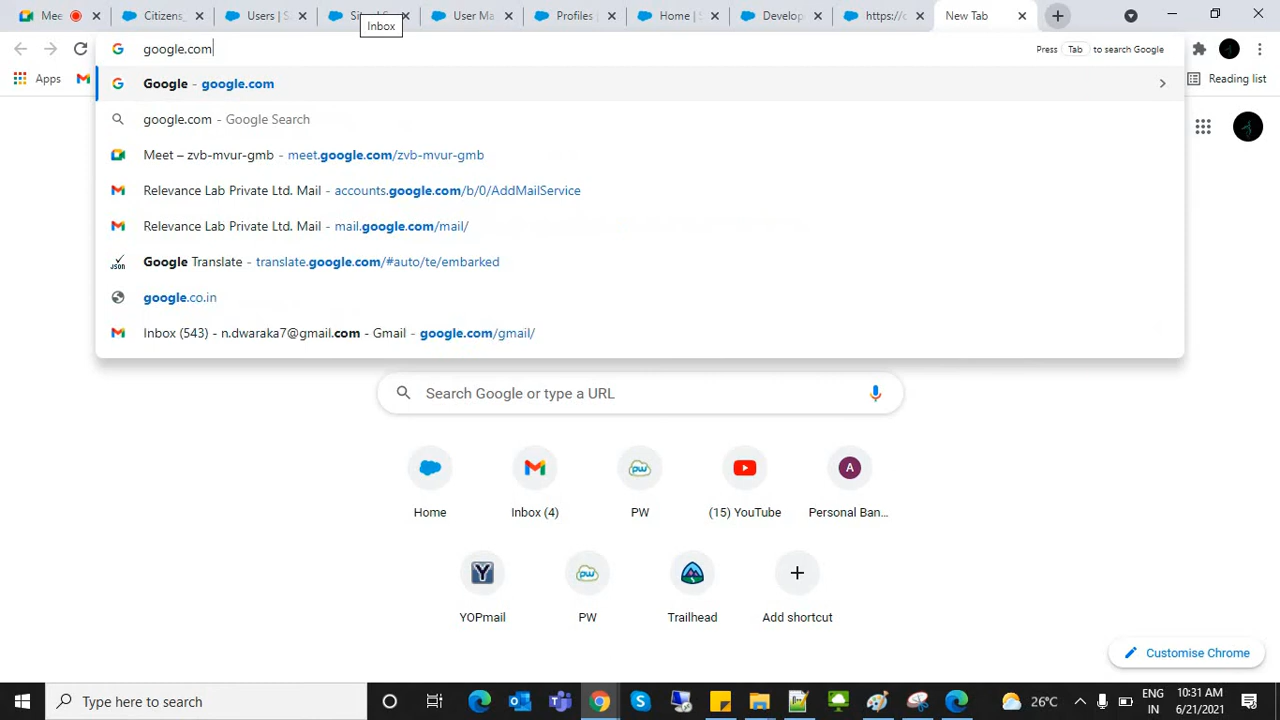 Mee
Citizens_
Users | S
Sit
User Ma
Profiles |
Home | S
Develop
https://c
New Tab
Inbox
google.com
Press Tab to search Google
Apps
Reading list
Google - google.com
google.com - Google Search
Meet – zvb-mvur-gmb - meet.google.com/zvb-mvur-gmb
Relevance Lab Private Ltd. Mail - accounts.google.com/b/0/AddMailService
Relevance Lab Private Ltd. Mail - mail.google.com/mail/
Google Translate - translate.google.com/#auto/te/embarked
google.co.in
Inbox (543) - n.dwaraka7@gmail.com - Gmail - google.com/gmail/
Search Google or type a URL
Home
Inbox (4)
PW
(15) YouTube
Personal Ban...
YOPmail
PW
Trailhead
Add shortcut
Customise Chrome
Type here to search
26°C
ENG
IN
10:31 AM
6/21/2021